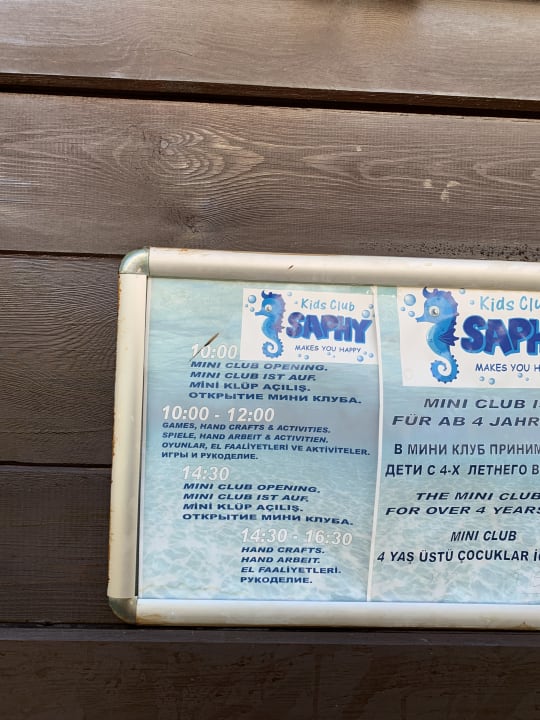 Kids Club
SAPHY
MAKES YOU HAPPY
10:00
MINI CLUB OPENING.
MINI CLUB IST AUF.
MİNİ KLÜP AÇILIŞ.
ОТКРЫТИЕ МИНИ КЛУБА.
10:00 - 12:00
GAMES, HAND CRAFTS & ACTIVITIES.
SPIELE, HAND ARBEIT & ACTIVITIEN.
OYUNLAR, EL FAALİYETLERİ VE AKTİVİTELER.
ИГРЫ И РУКОДЕЛИЕ.
14:30
MINI CLUB OPENING.
MINI CLUB IST AUF.
MİNİ KLÜP AÇILIŞ.
ОТКРЫТИЕ МИНИ КЛУБА.
14:30 - 16:30
HAND CRAFTS.
HAND ARBEIT.
EL FAALİYETLERİ.
РУКОДЕЛИЕ.
Kids
MAKES YOU
MINI CLUB
FÜR AB 4
В МИНИ КЛУБ
ДЕТИ С 4-Х ЛЕТНЕГО
THE MINI CLUB
FOR OVER 4
MINI CLUB
4 YAŞ ÜSTÜ ÇOCUKLAR